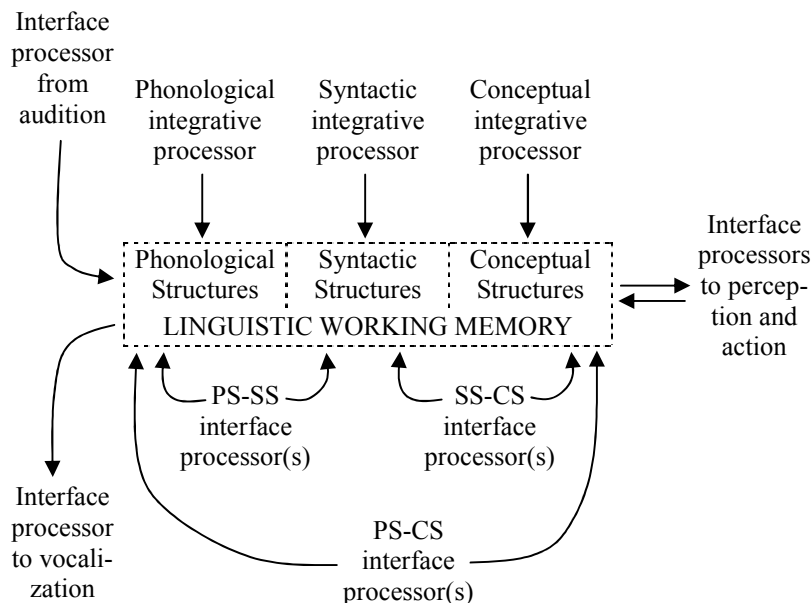 Interface
processor
from
audition
Phonological
integrative
processor
Syntactic
integrative
processor
Conceptual
integrative
processor
Phonological
Structures
Syntactic
Structures
Conceptual
Structures
LINGUISTIC WORKING MEMORY
Interface
processors
to percep-
tion and
action
PS-SS
interface
processor(s)
SS-CS
interface
processor(s)
Interface
processor
to vocali-
zation
PS-CS
interface
processor(s)